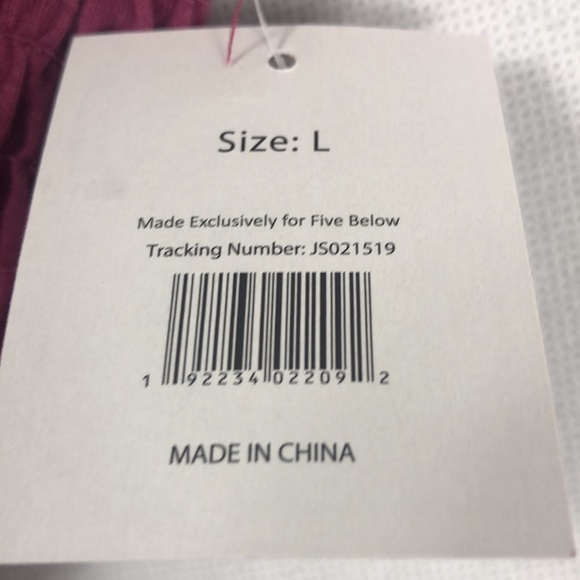 Size: L
Made Exclusively for Five Below
Tracking Number: JS021519
1 92234 02209 2
MADE IN CHINA